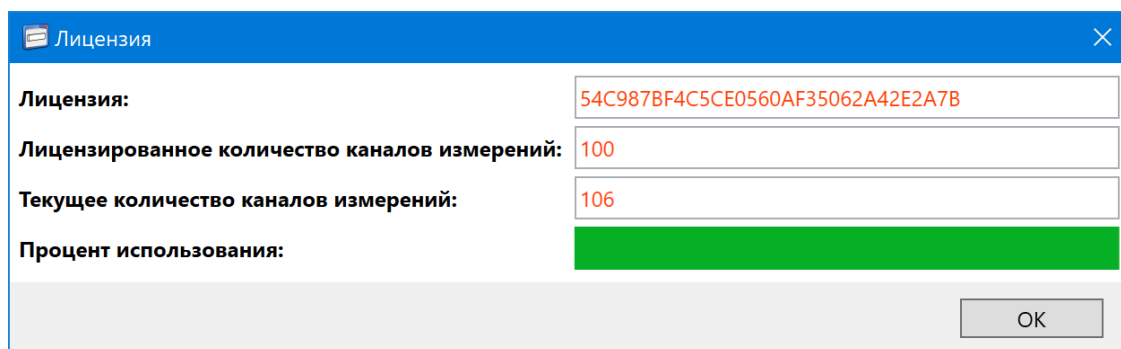 Лицензия
Лицензия: 54C987BF4C5CE0560AF35062A42E2A7B
Лицензированное количество каналов измерений: 100
Текущее количество каналов измерений: 106
Процент использования:
OK